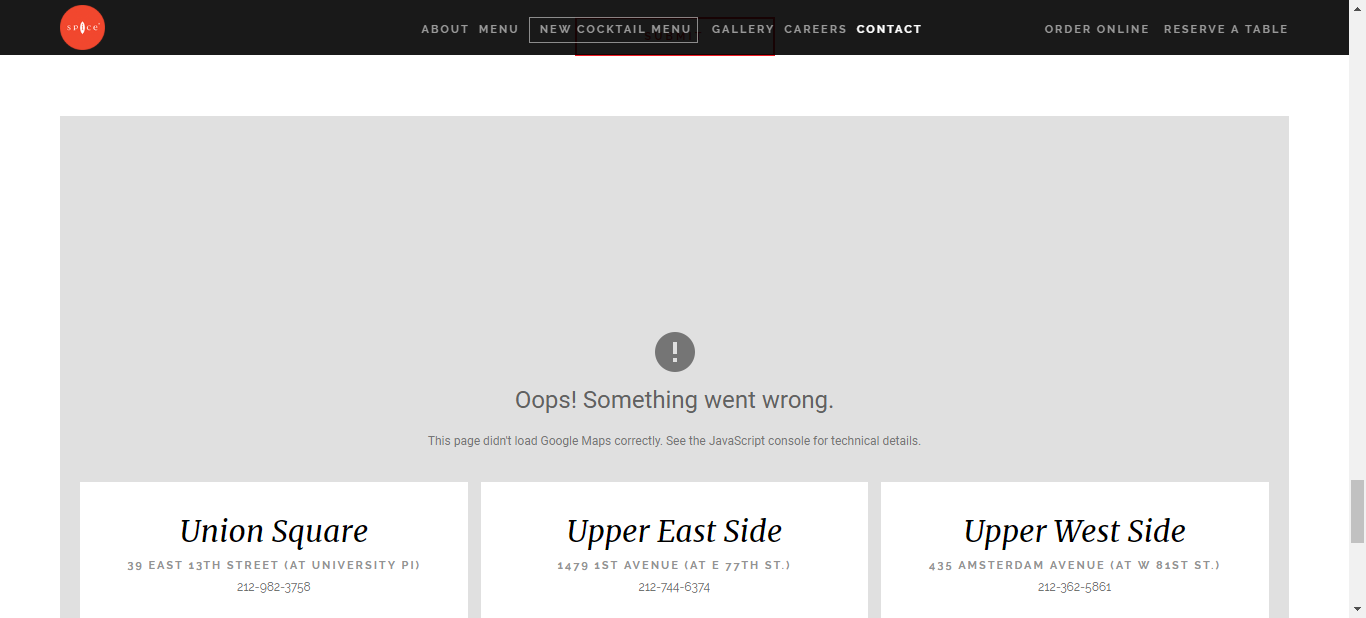 spice
ABOUT MENU NEW COCKTAIL MENU GALLERY CAREERS CONTACT ORDER ONLINE RESERVE A TABLE
Oops! Something went wrong.
This page didn't load Google Maps correctly. See the JavaScript console for technical details.
Union Square
39 EAST 13TH STREET (AT UNIVERSITY PI)
212-982-3758
Upper East Side
1479 1ST AVENUE (AT E 77TH ST.)
212-744-6374
Upper West Side
435 AMSTERDAM AVENUE (AT W 81ST ST.)
212-362-5861